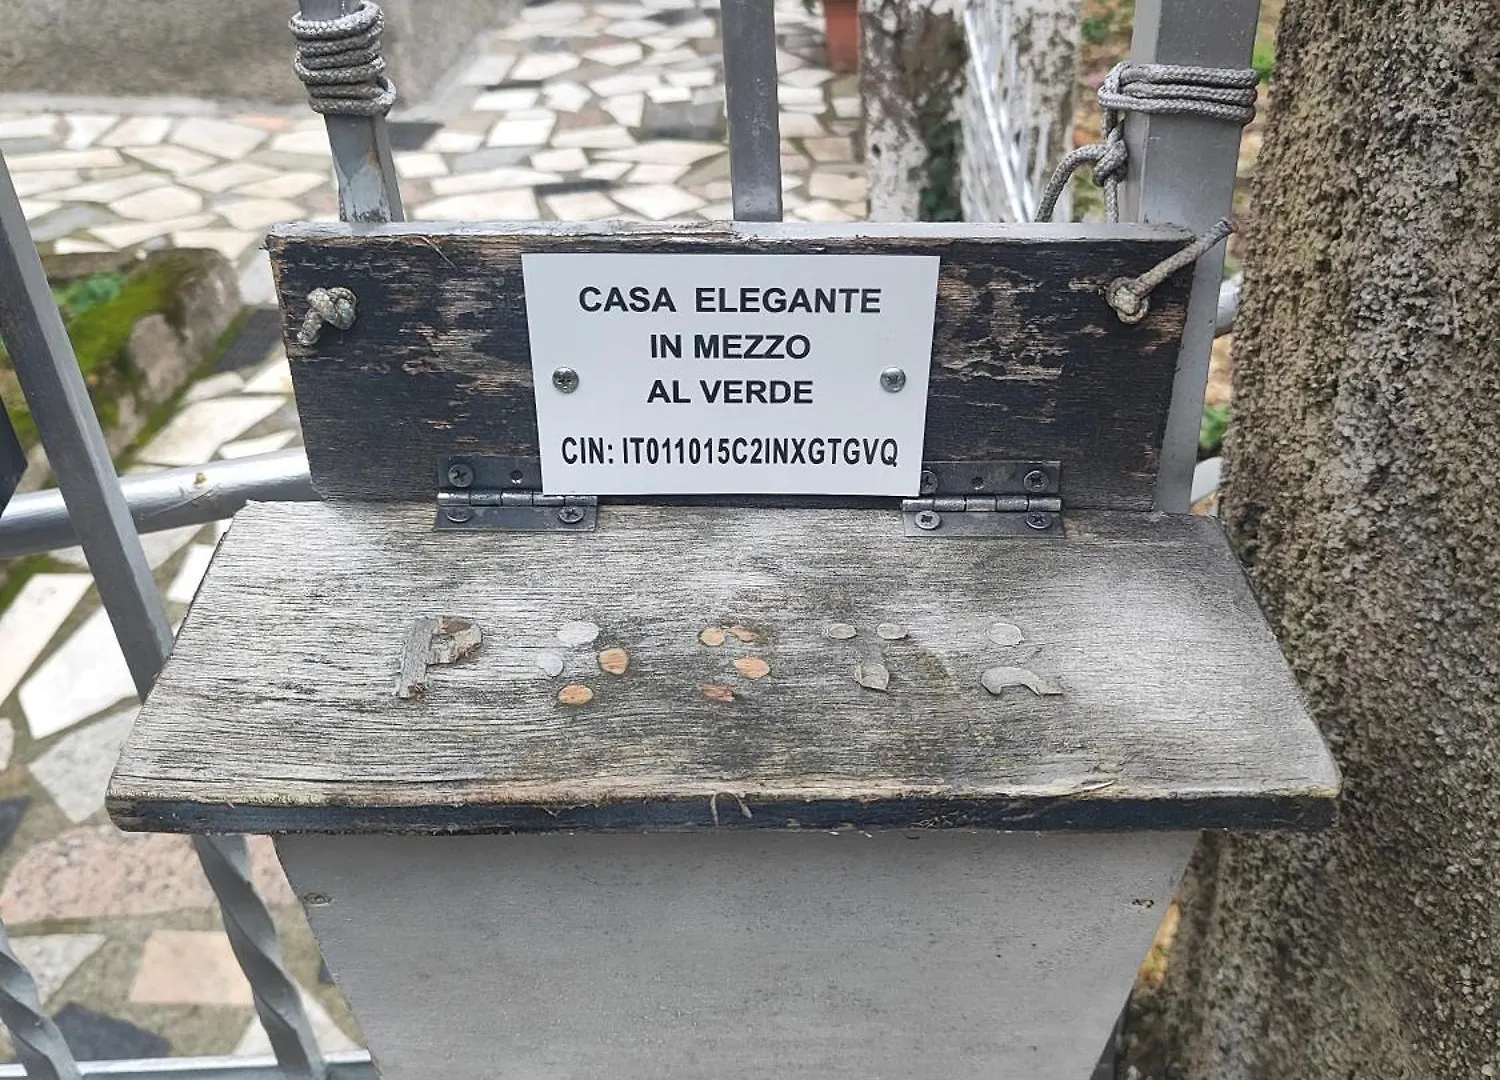 CASA ELEGANTE
IN MEZZO
AL VERDE
CIN: IT011015C2INXGTGVQ